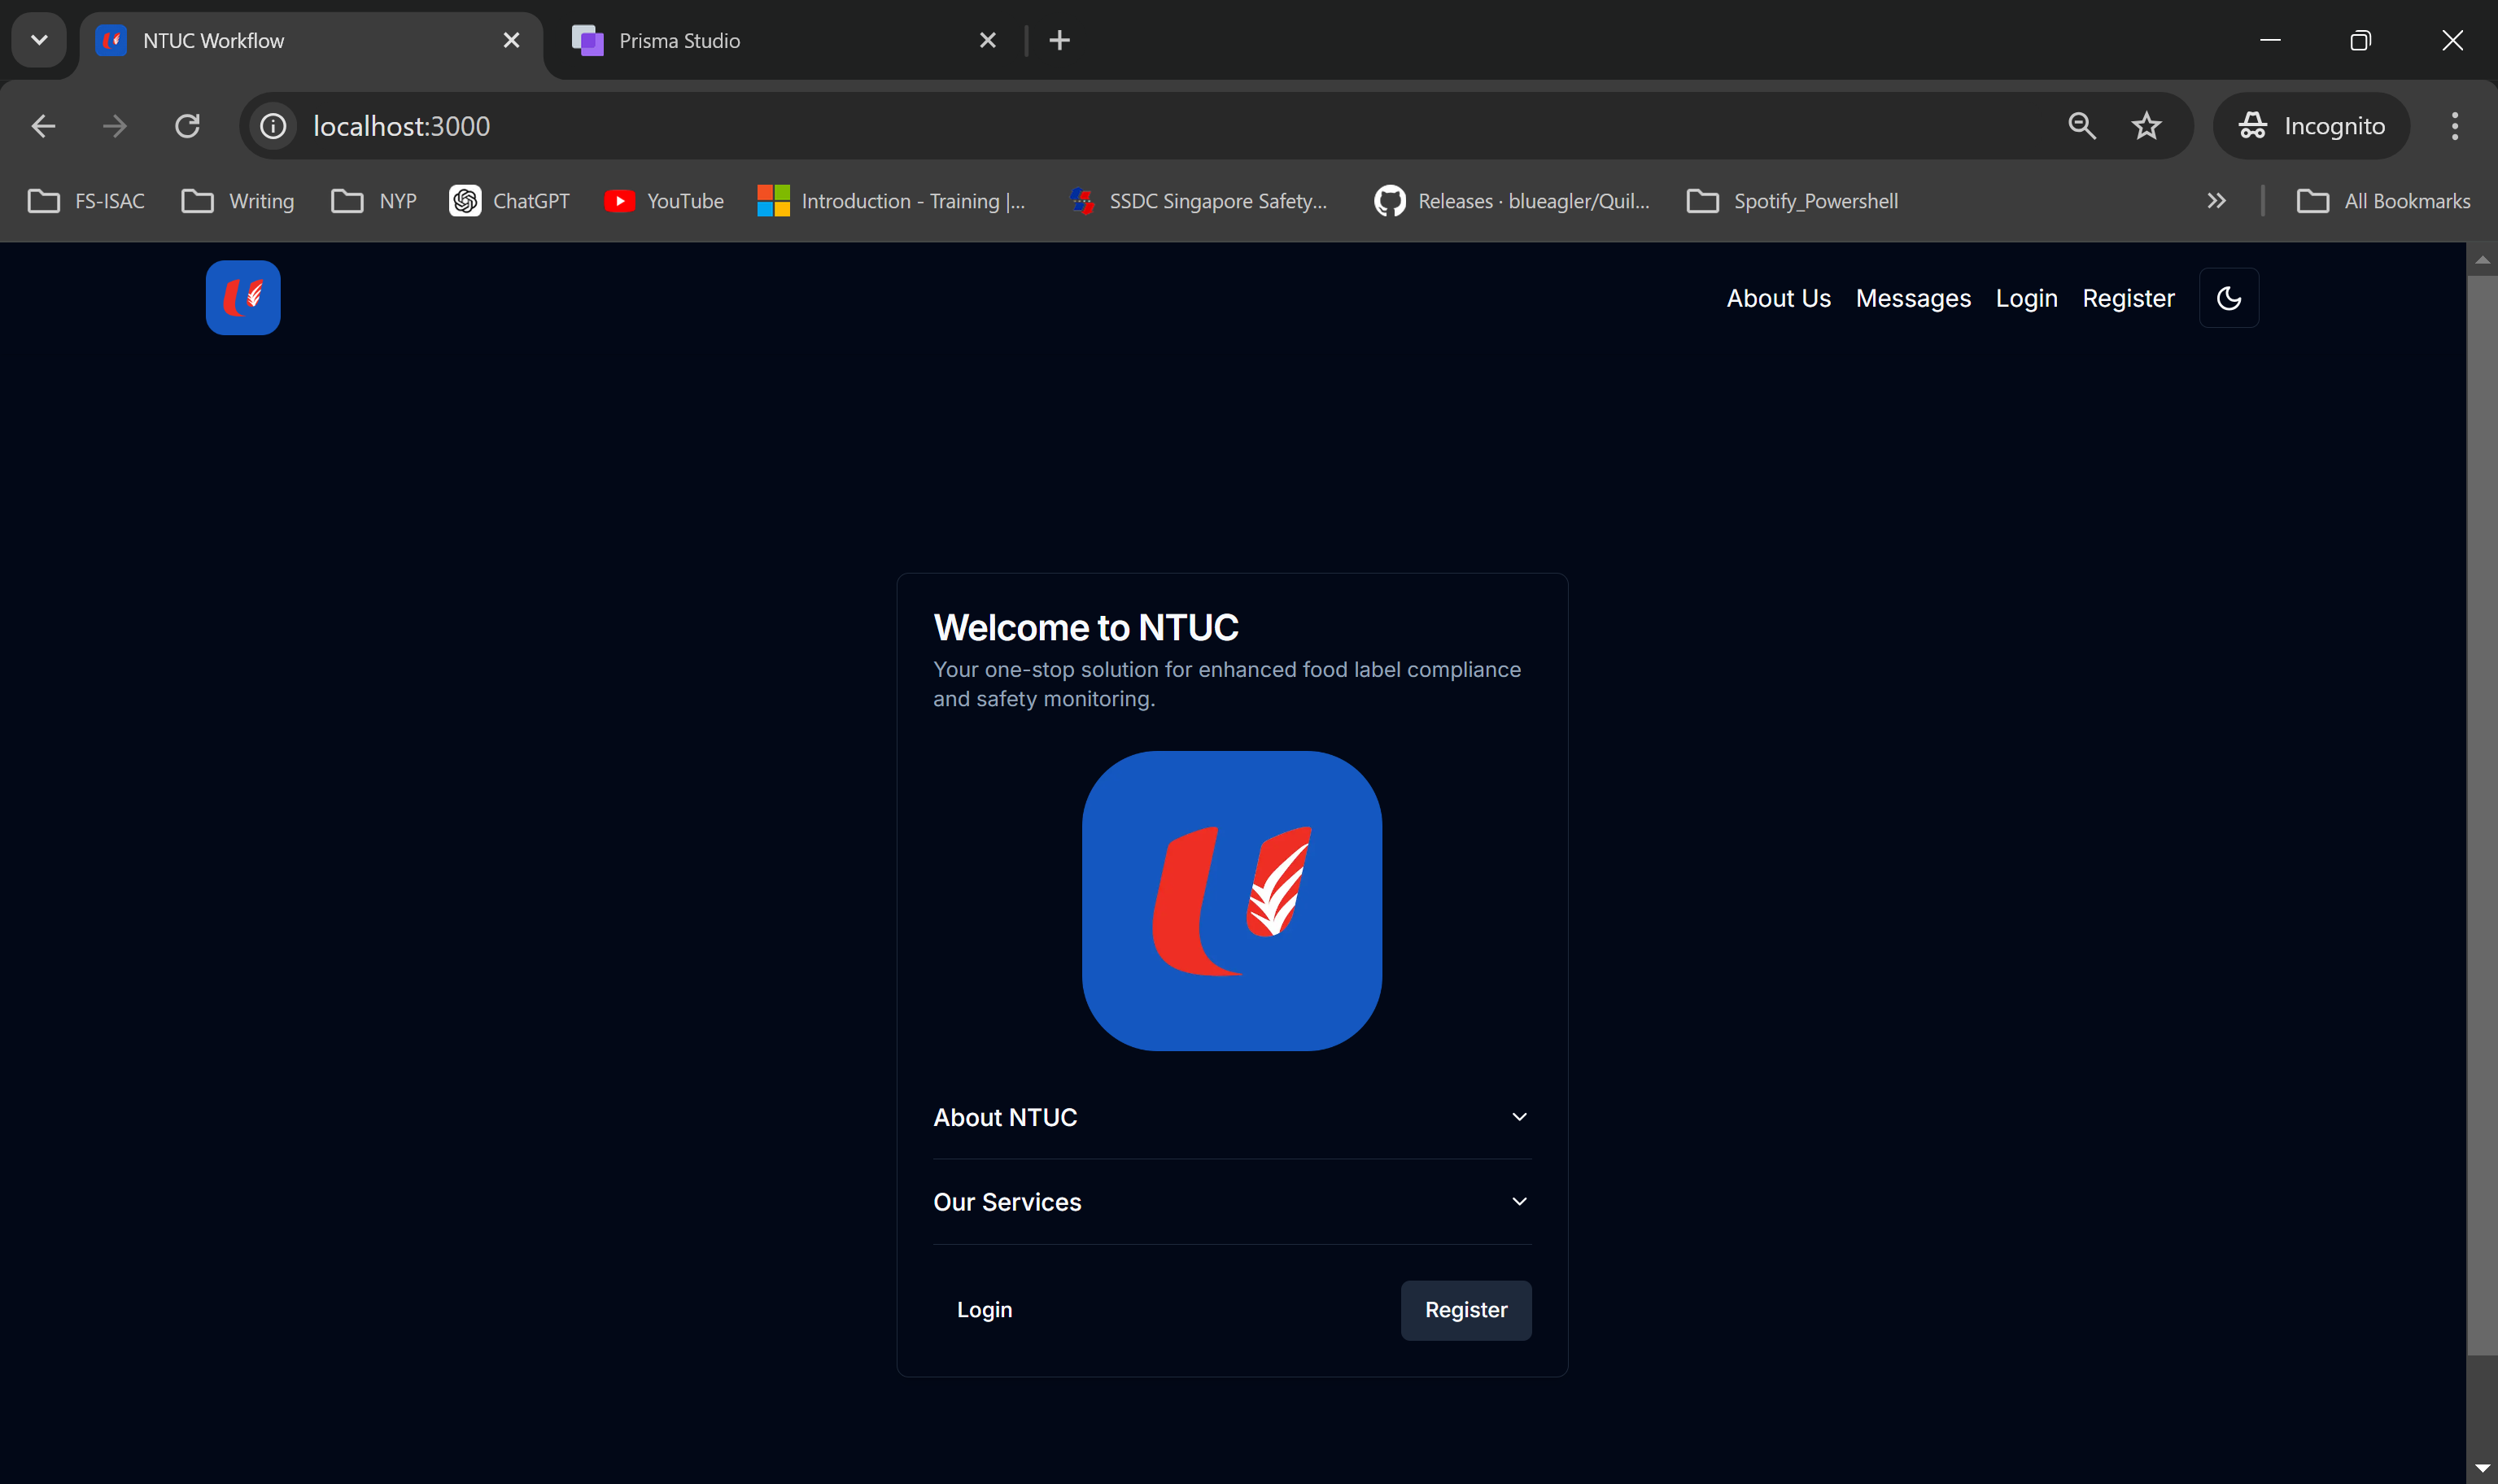 NTUC Workflow
Prisma Studio
localhost:3000
Incognito
FS-ISAC
Writing
NYP
ChatGPT
YouTube
Introduction - Training |...
SSDC Singapore Safety...
Releases · blueagler/Quil...
Spotify_Powershell
All Bookmarks
About Us
Messages
Login
Register
Welcome to NTUC
Your one-stop solution for enhanced food label compliance
and safety monitoring.
About NTUC
Our Services
Login
Register